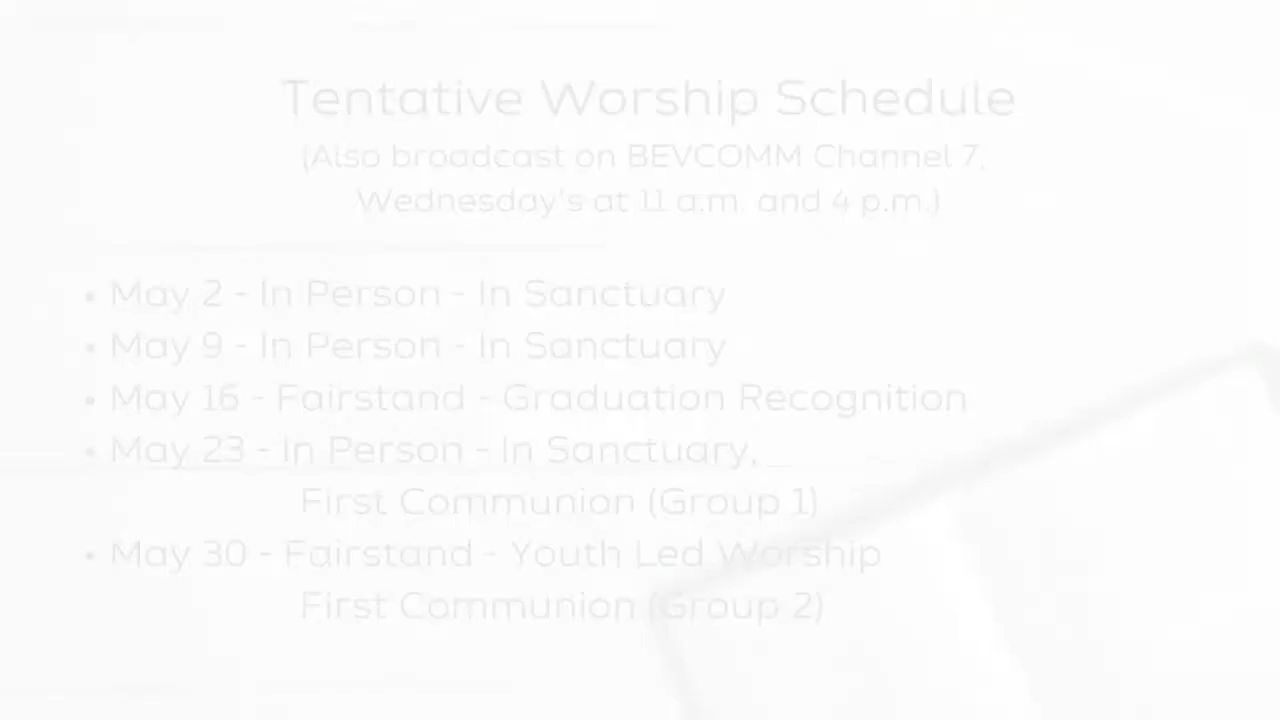 Tentative Worship Schedule
(Also broadcast on BEVCOMM Channel 7,
Wednesday's at 11 a.m. and 4 p.m.)
• May 2 - In Person - In Sanctuary
• May 9 - In Person - In Sanctuary
• May 16 - Fairstand - Graduation Recognition
• May 23 - In Person - In Sanctuary,
First Communion (Group 1)
• May 30 - Fairstand - Youth Led Worship
First Communion (Group 2)